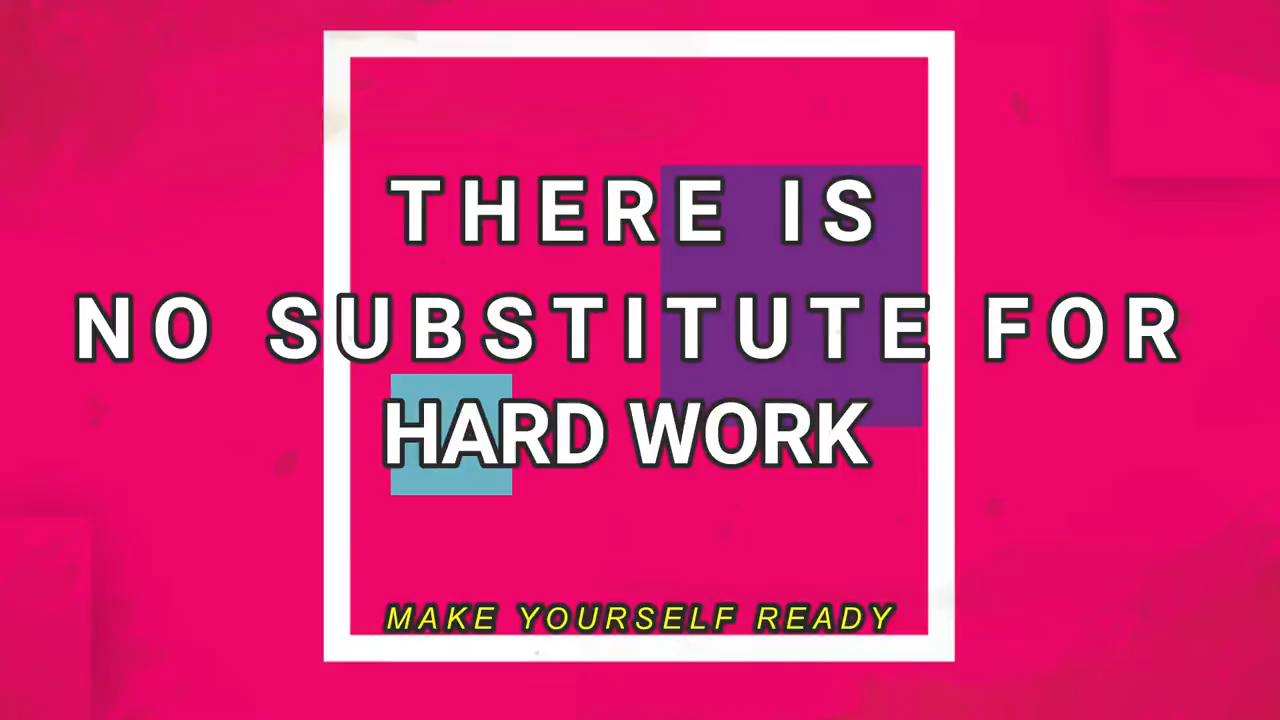 THERE IS
NO SUBSTITUTE FOR
HARD WORK
MAKE YOURSELF READY